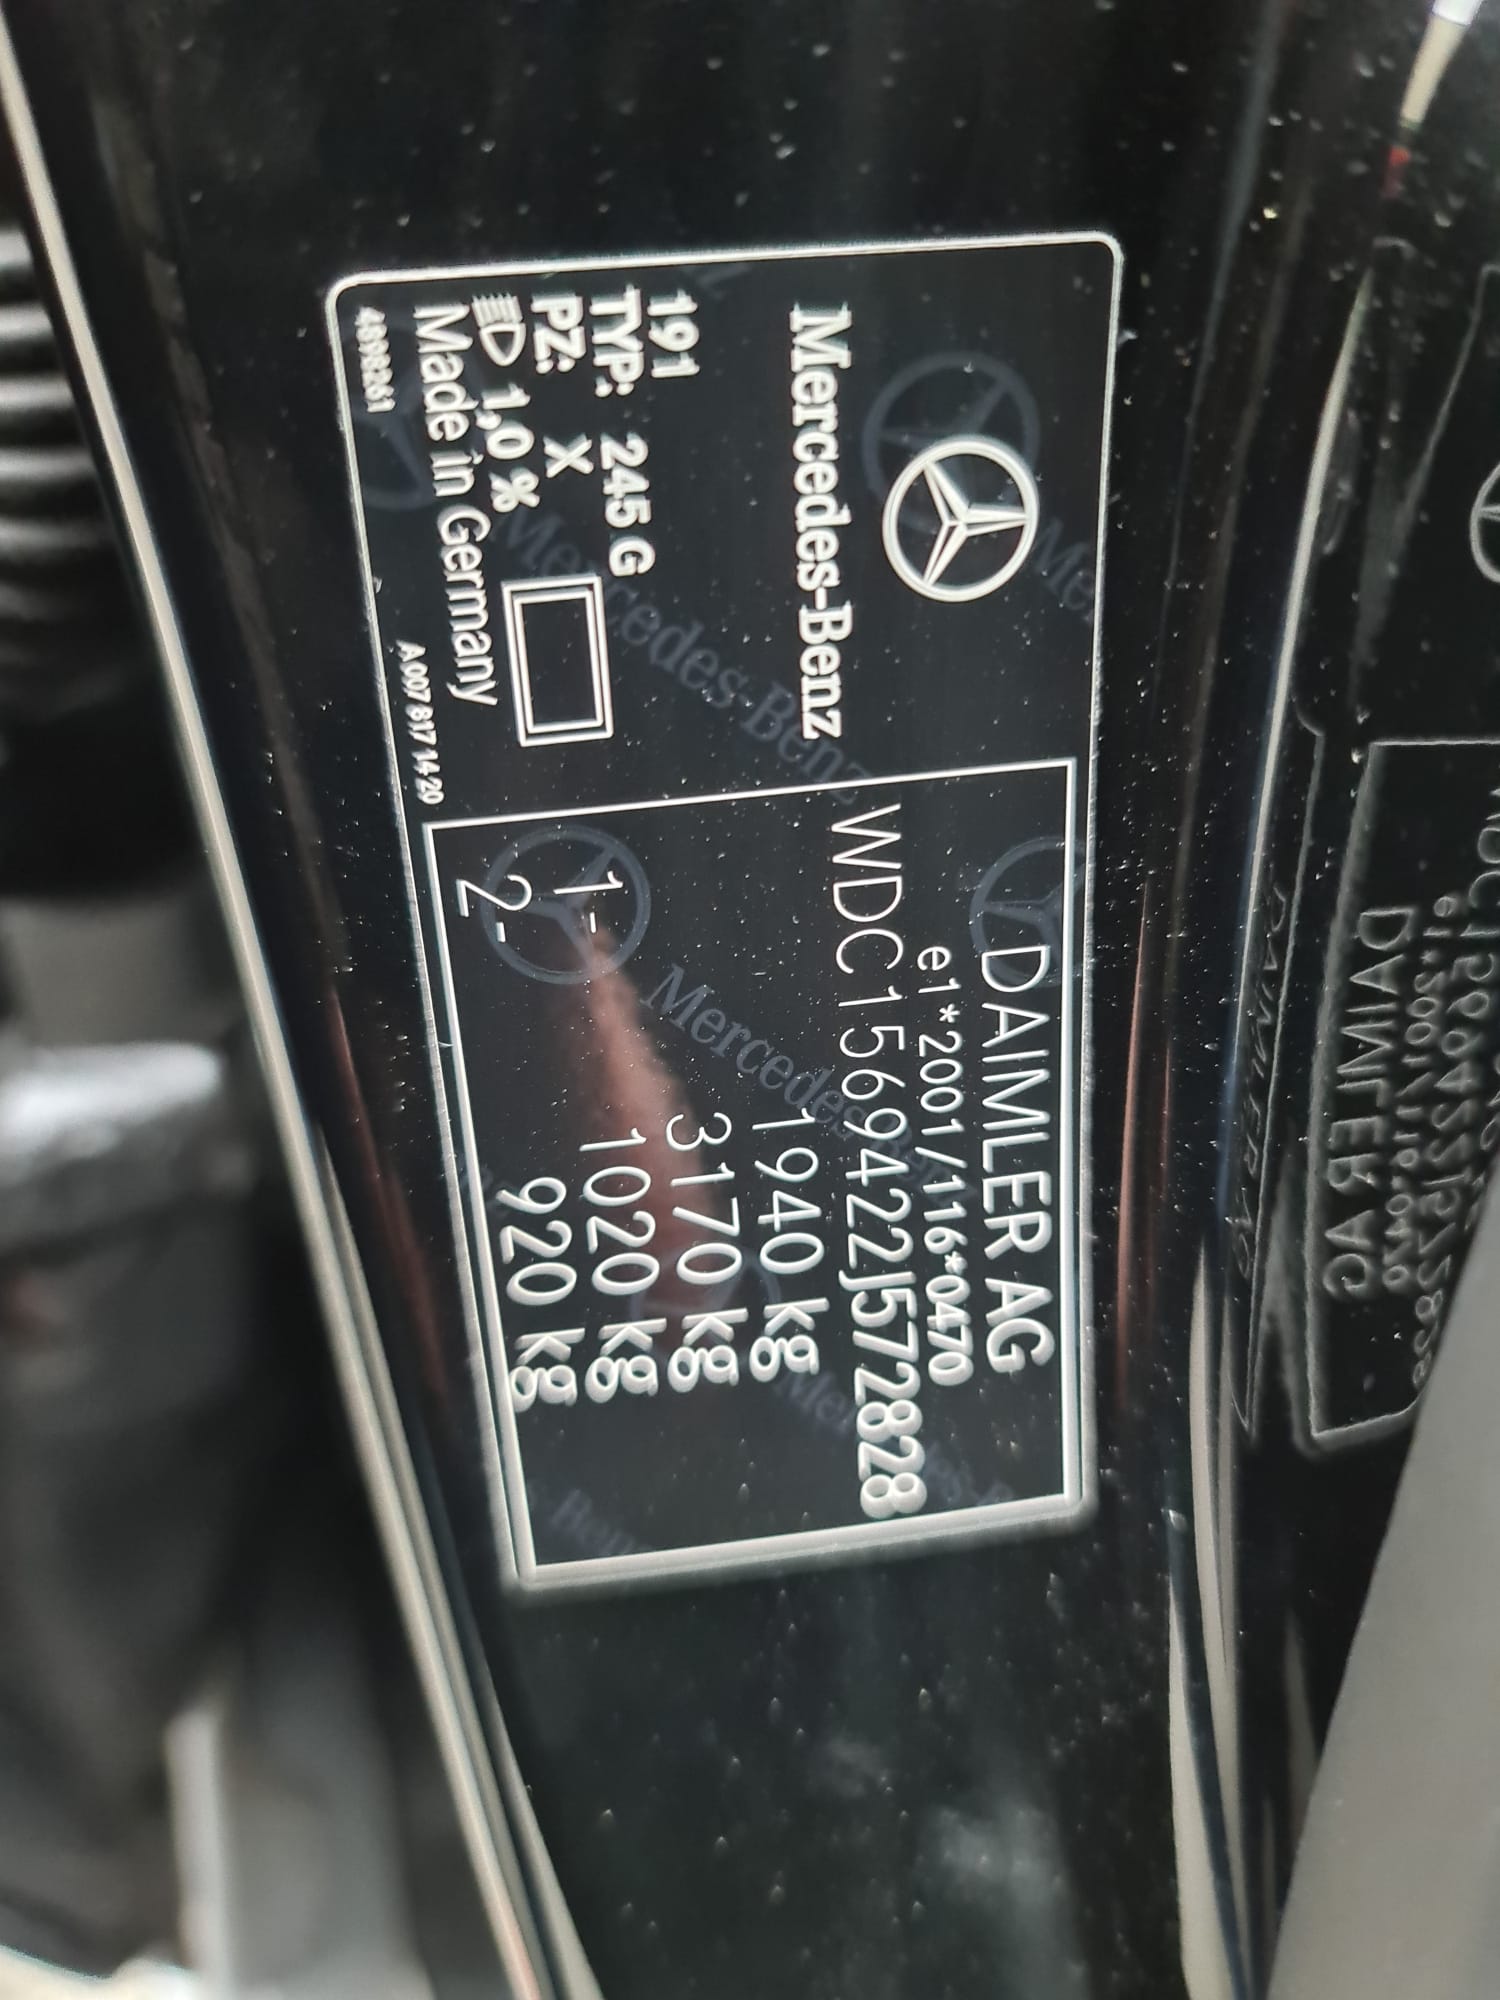 Mercedes-Benz
191
TYP: 245 G
PZ: X
1,0 %
Made in Germany
4898261
A 007 817 14 20
DAIMLER AG
e1*2001/116*0470
WDC1569422J572828
1940 kg
3170 kg
1- 1020 kg
2- 920 kg